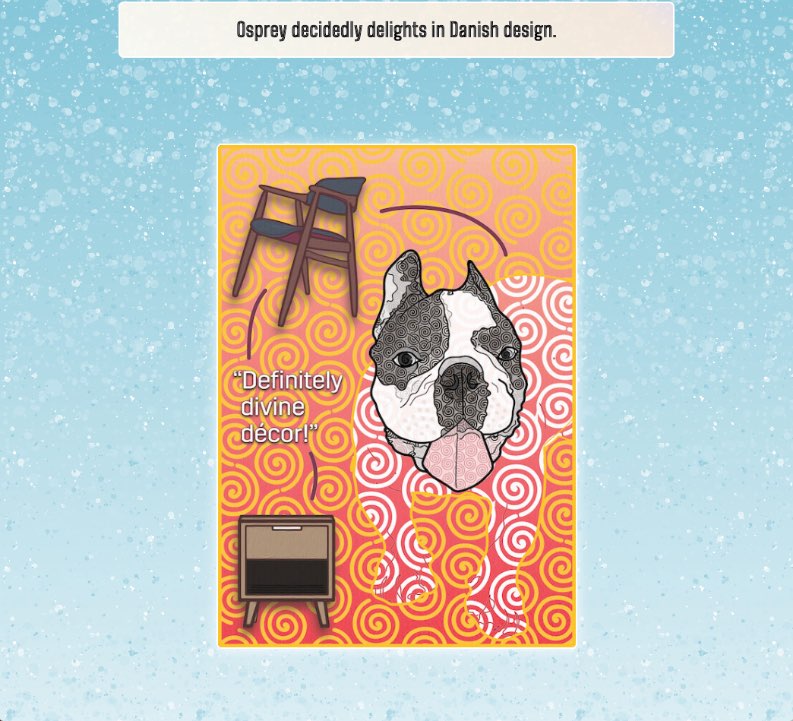 Osprey decidedly delights in Danish design.
“Definitely
divine
décor!”